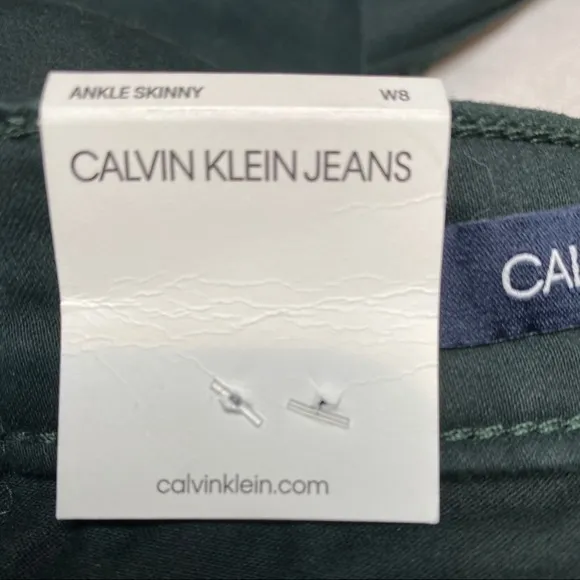 ANKLE SKINNY W8
CALVIN KLEIN JEANS
CAL
calvinklein.com